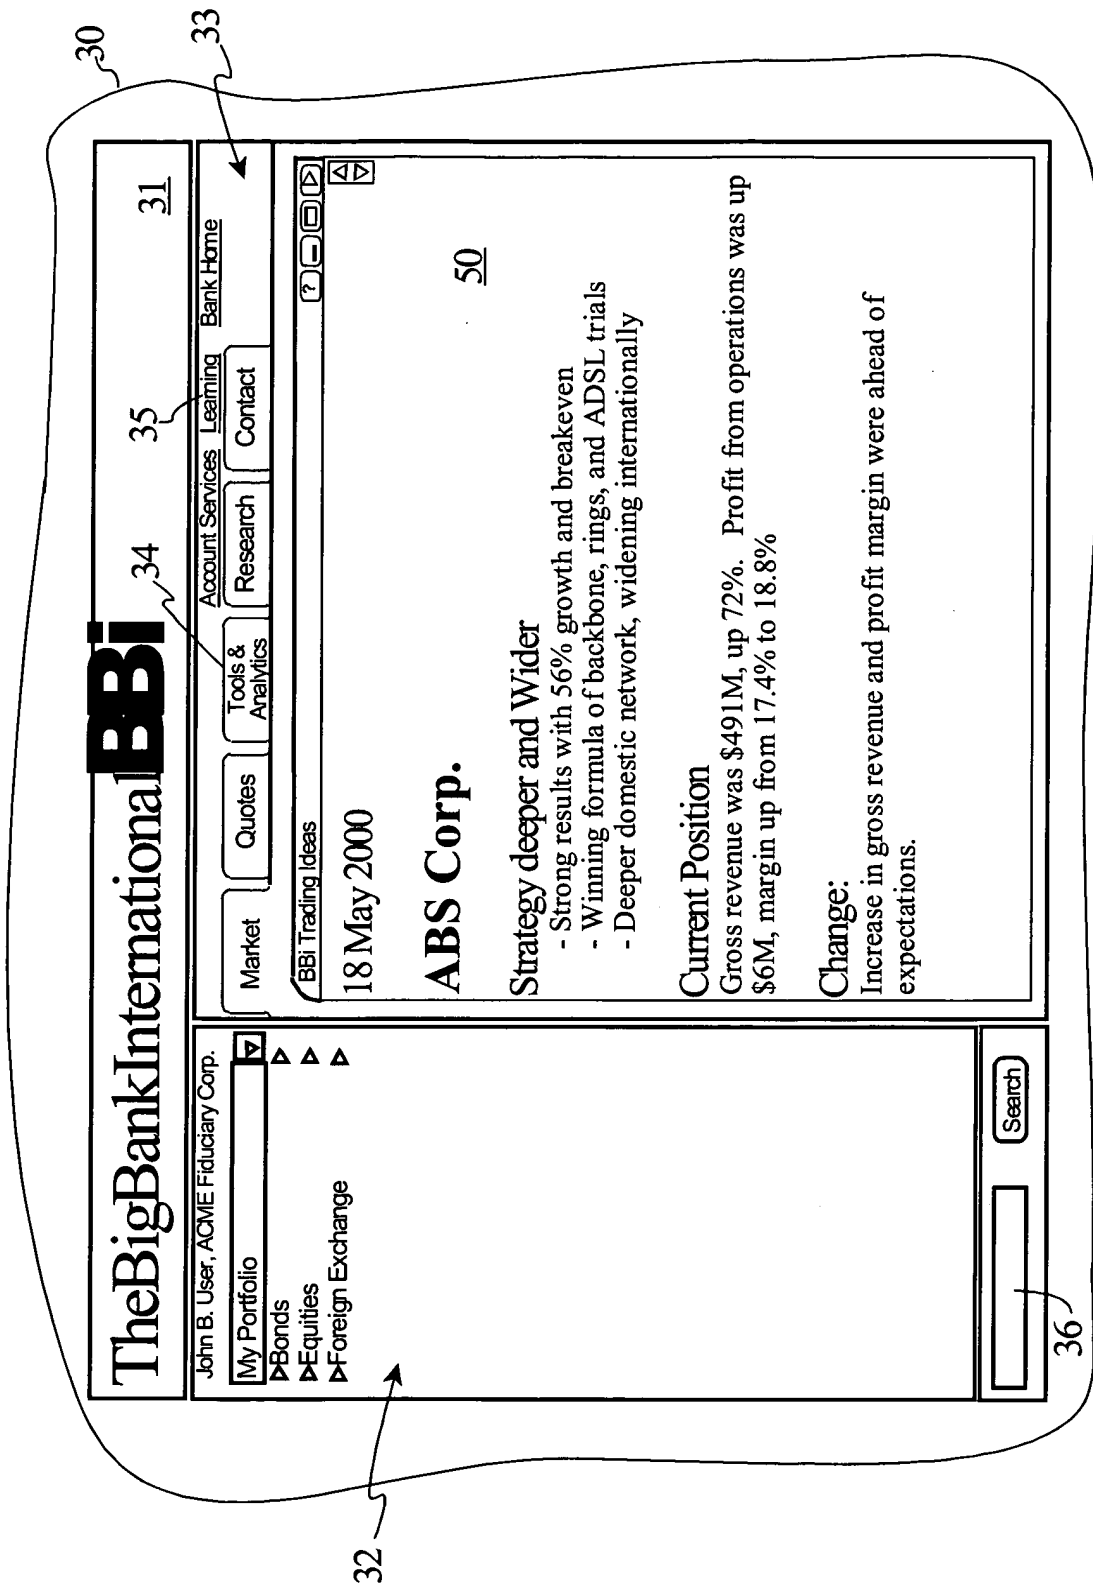 30
TheBigBankInternational BBi
31
33
John B. User, ACME Fiduciary Corp.
My Portfolio
Bonds
Equities
Foreign Exchange
32
34
35
Account Services Learning Bank Home
Market
Quotes
Tools &
Analytics
Research
Contact
BBi Trading Ideas
?
18 May 2000
50
ABS Corp.
Strategy deeper and Wider
- Strong results with 56% growth and breakeven
- Winning formula of backbone, rings, and ADSL trials
- Deeper domestic network, widening internationally
Current Position
Gross revenue was $491M, up 72%. Profit from operations was up
$6M, margin up from 17.4% to 18.8%
Change:
Increase in gross revenue and profit margin were ahead of
expectations.
Search
36